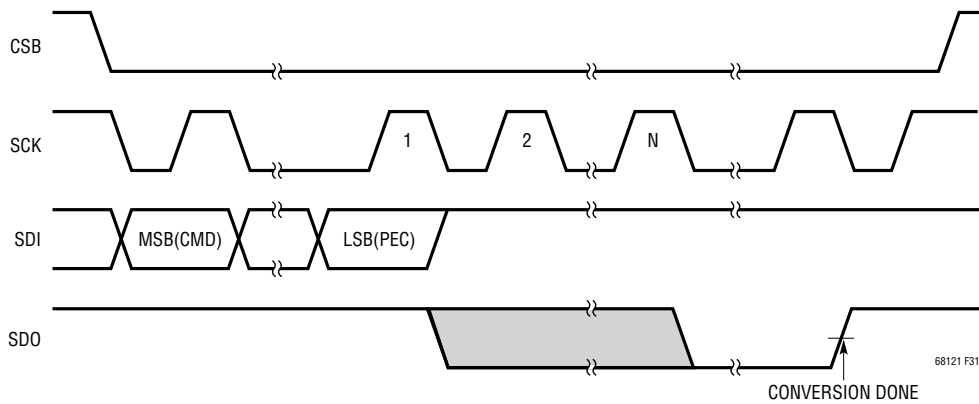 CSB
SCK
1
2
N
SDI
MSB(CMD)
LSB(PEC)
SDO
68121 F31
CONVERSION DONE